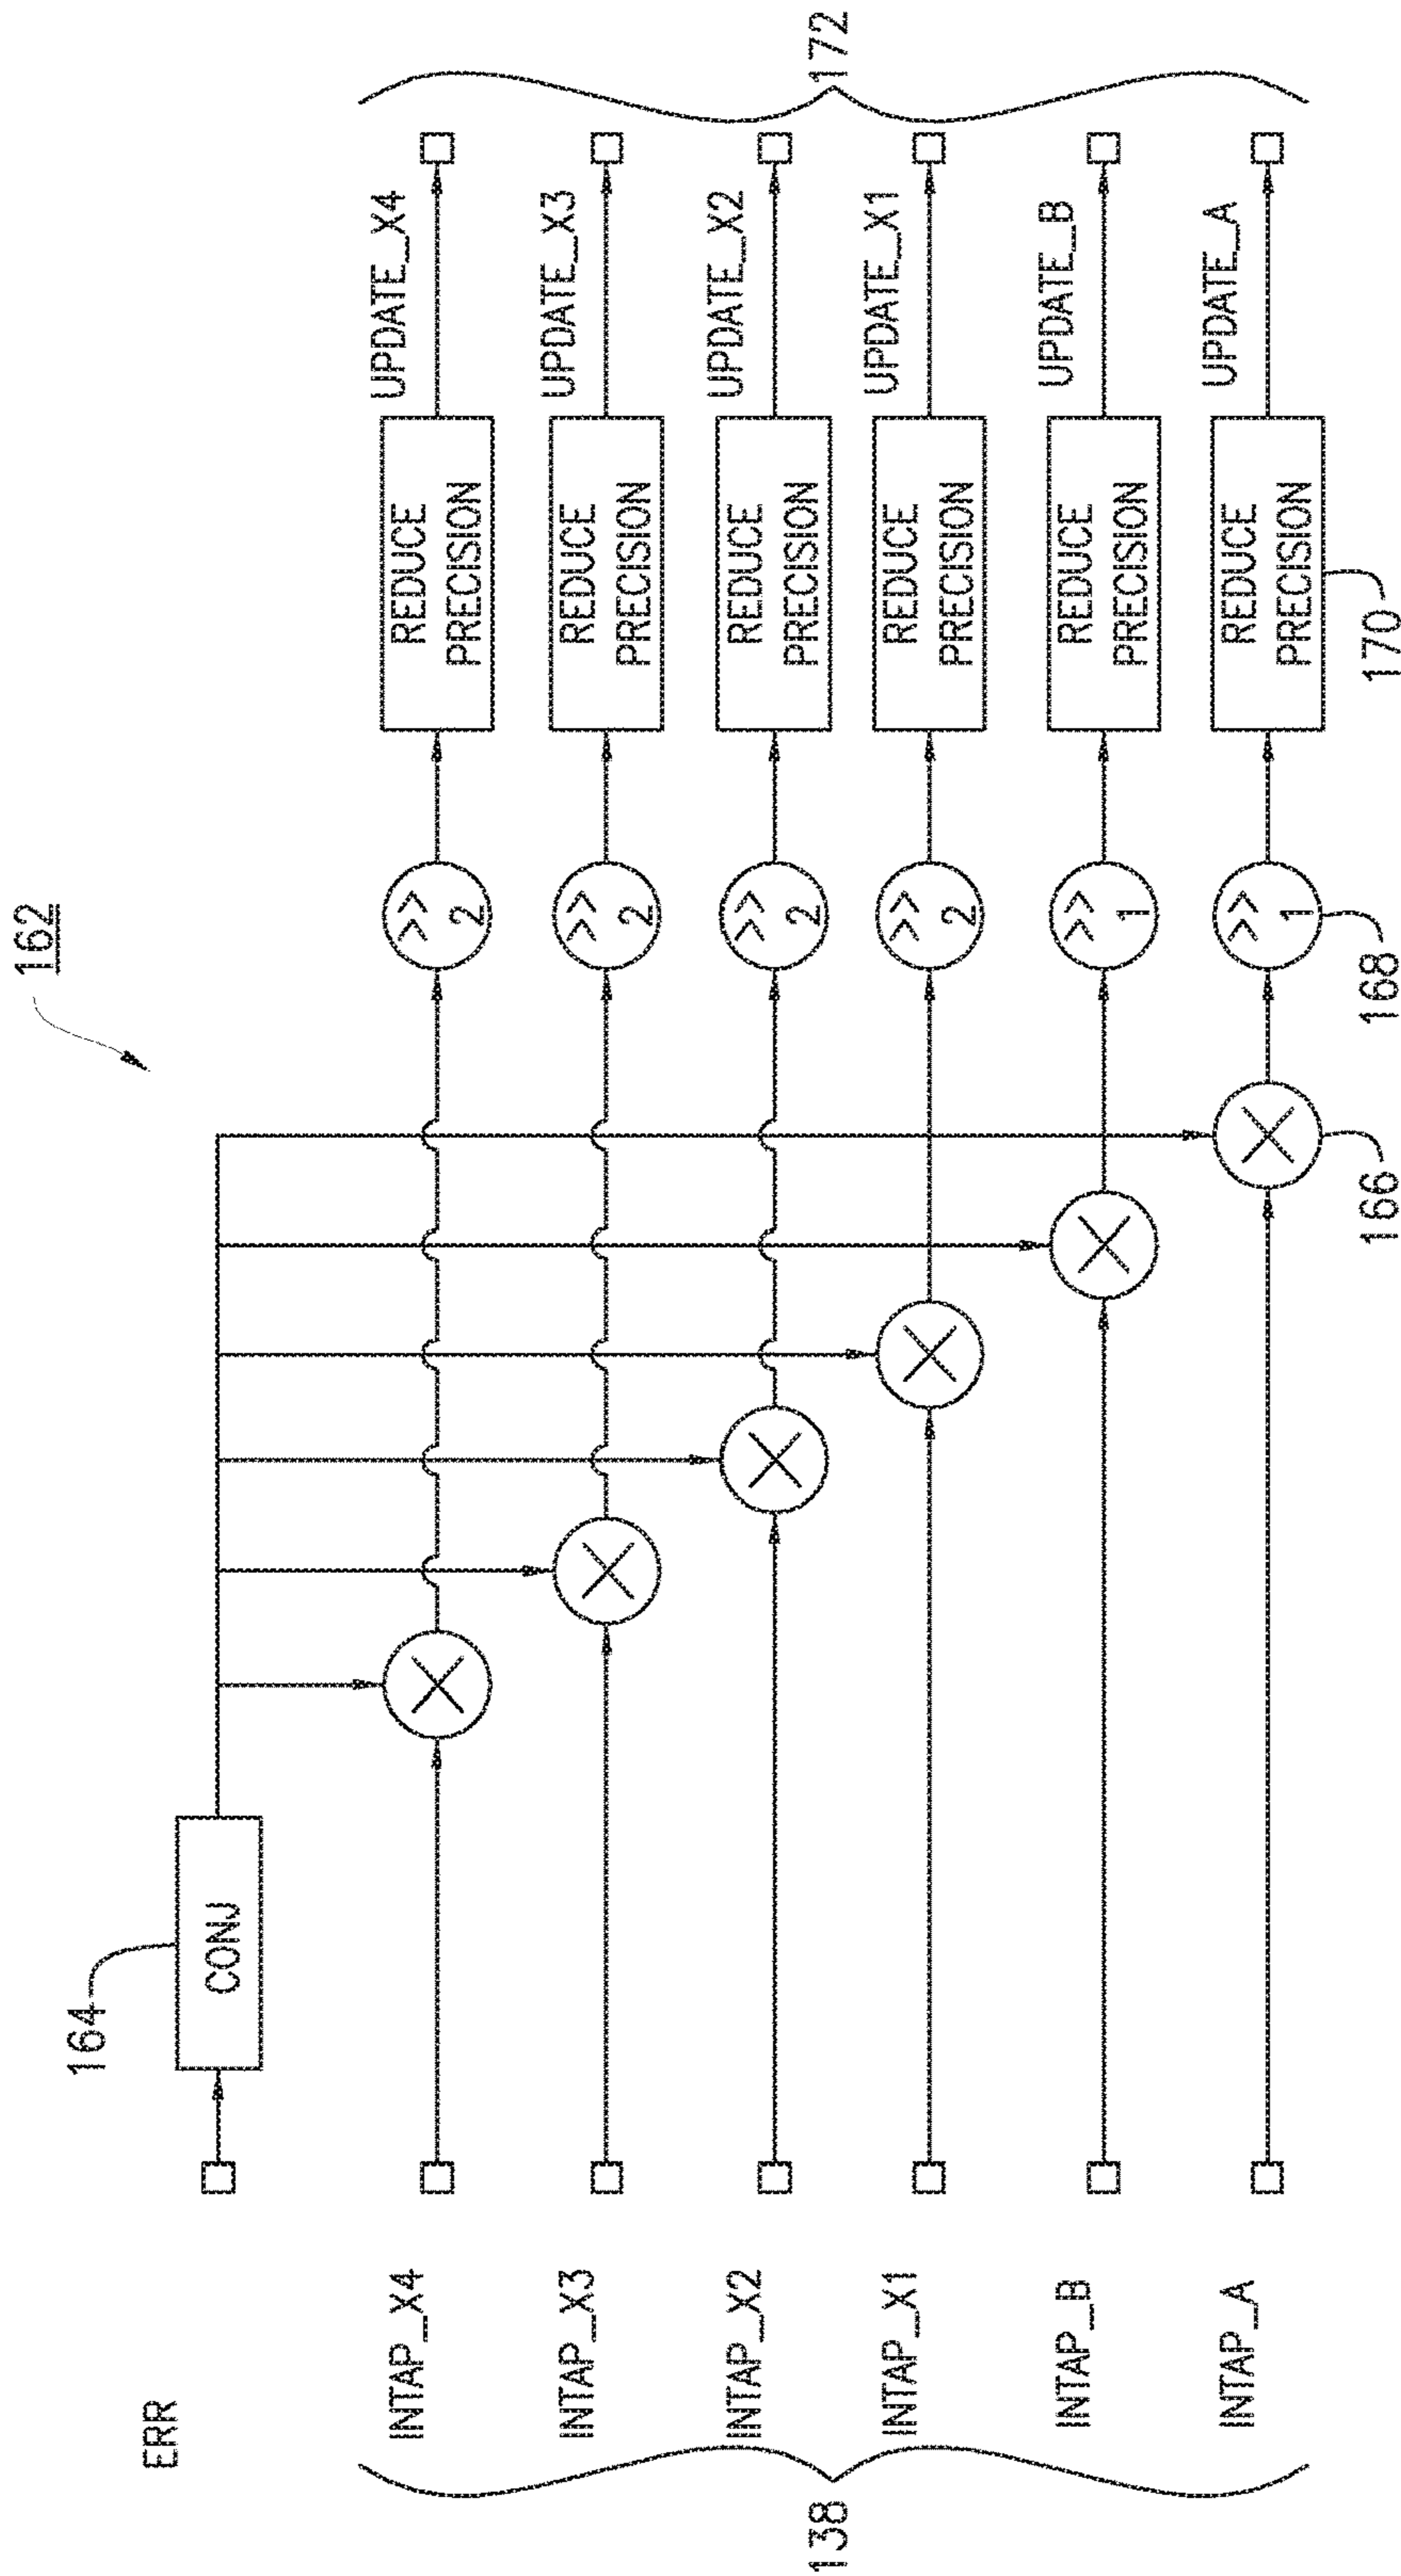 162
164
ERR
CONJ
INTAP_X4
>> 2
REDUCE
PRECISION
UPDATE_X4
INTAP_X3
>> 2
REDUCE
PRECISION
UPDATE_X3
INTAP_X2
>> 2
REDUCE
PRECISION
UPDATE_X2
138
172
INTAP_X1
>> 2
REDUCE
PRECISION
UPDATE_X1
INTAP_B
>> 1
REDUCE
PRECISION
UPDATE_B
INTAP_A
>> 1
REDUCE
PRECISION
UPDATE_A
166
168
170